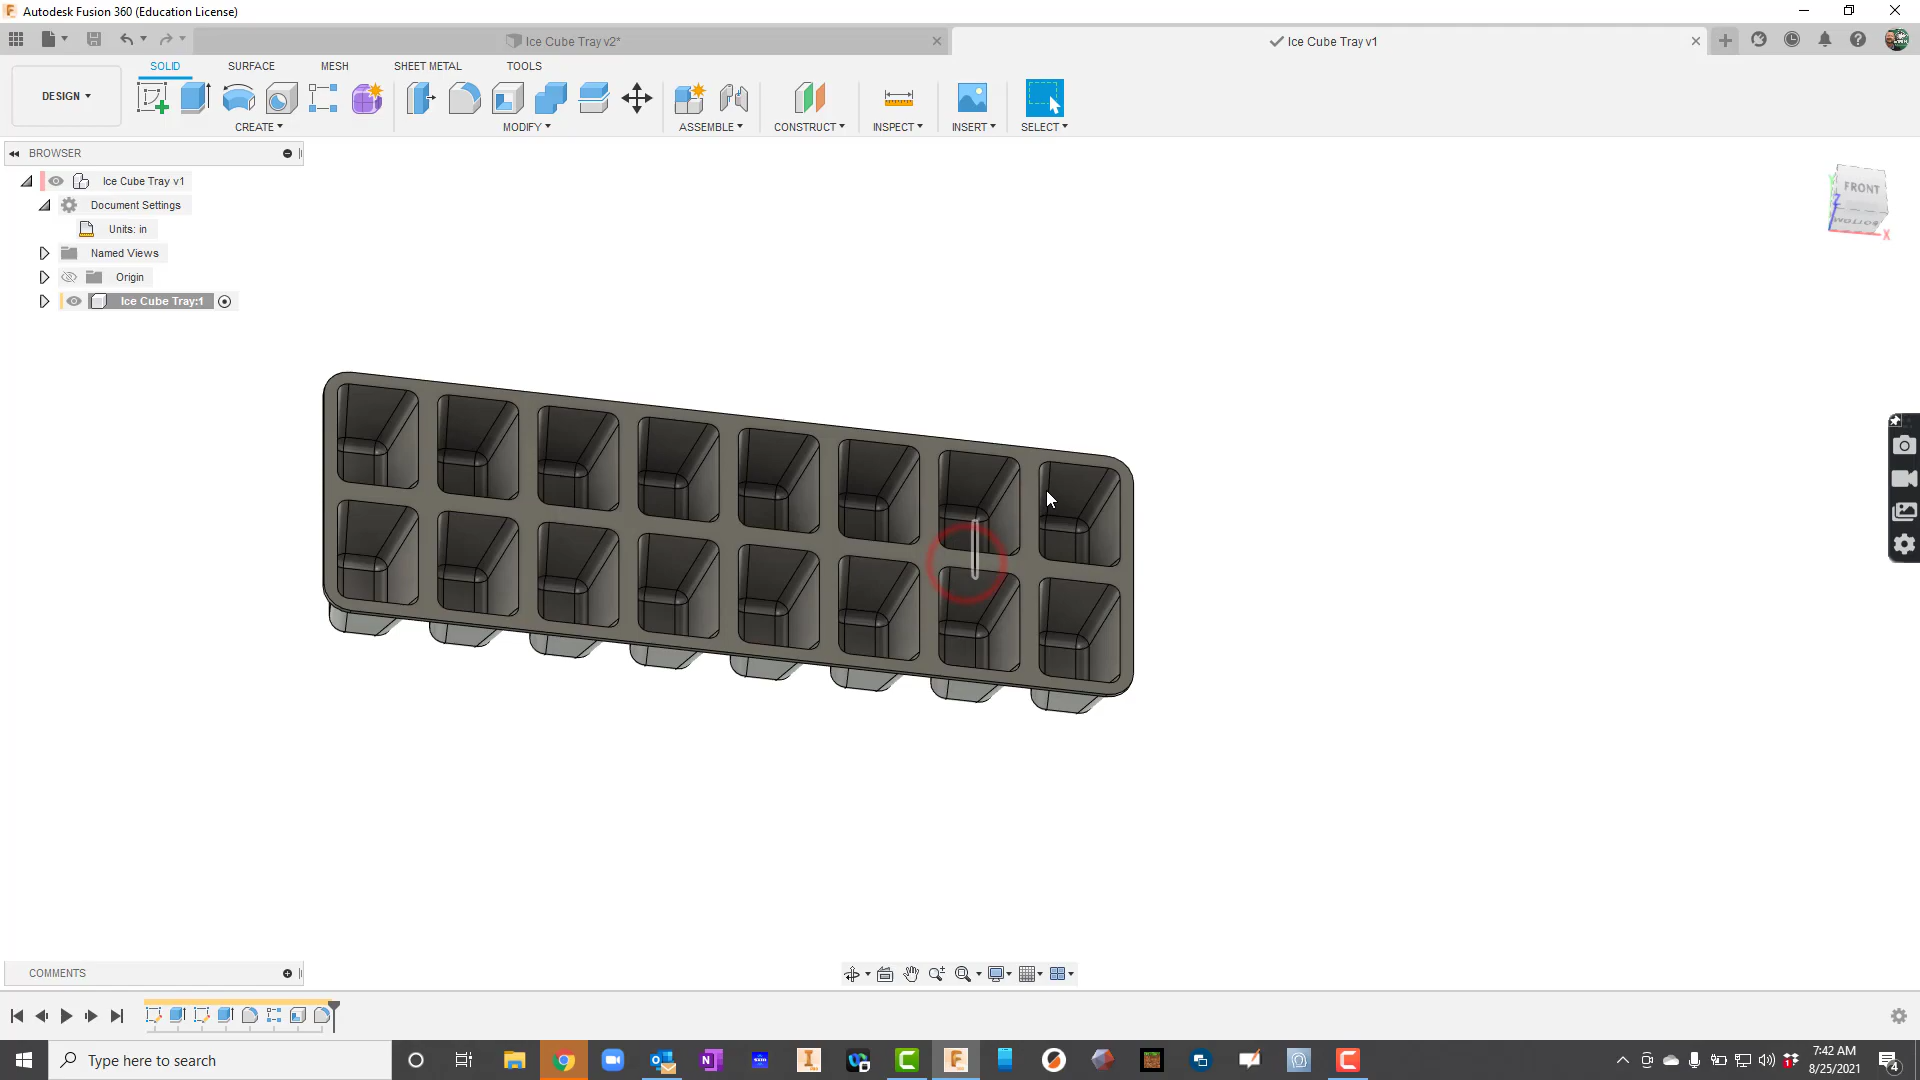 Autodesk Fusion 360 (Education License)
Ice Cube Tray v2*
Ice Cube Tray v1
SOLID
SURFACE
MESH
SHEET METAL
TOOLS
DESIGN
CREATE
MODIFY
ASSEMBLE
CONSTRUCT
INSPECT
INSERT
SELECT
BROWSER
Ice Cube Tray v1
Document Settings
Units: in
Named Views
Origin
Ice Cube Tray:1
FRONT
BOTTOM
Y
Z
X
COMMENTS
Type here to search
7:42 AM
8/25/2021
4